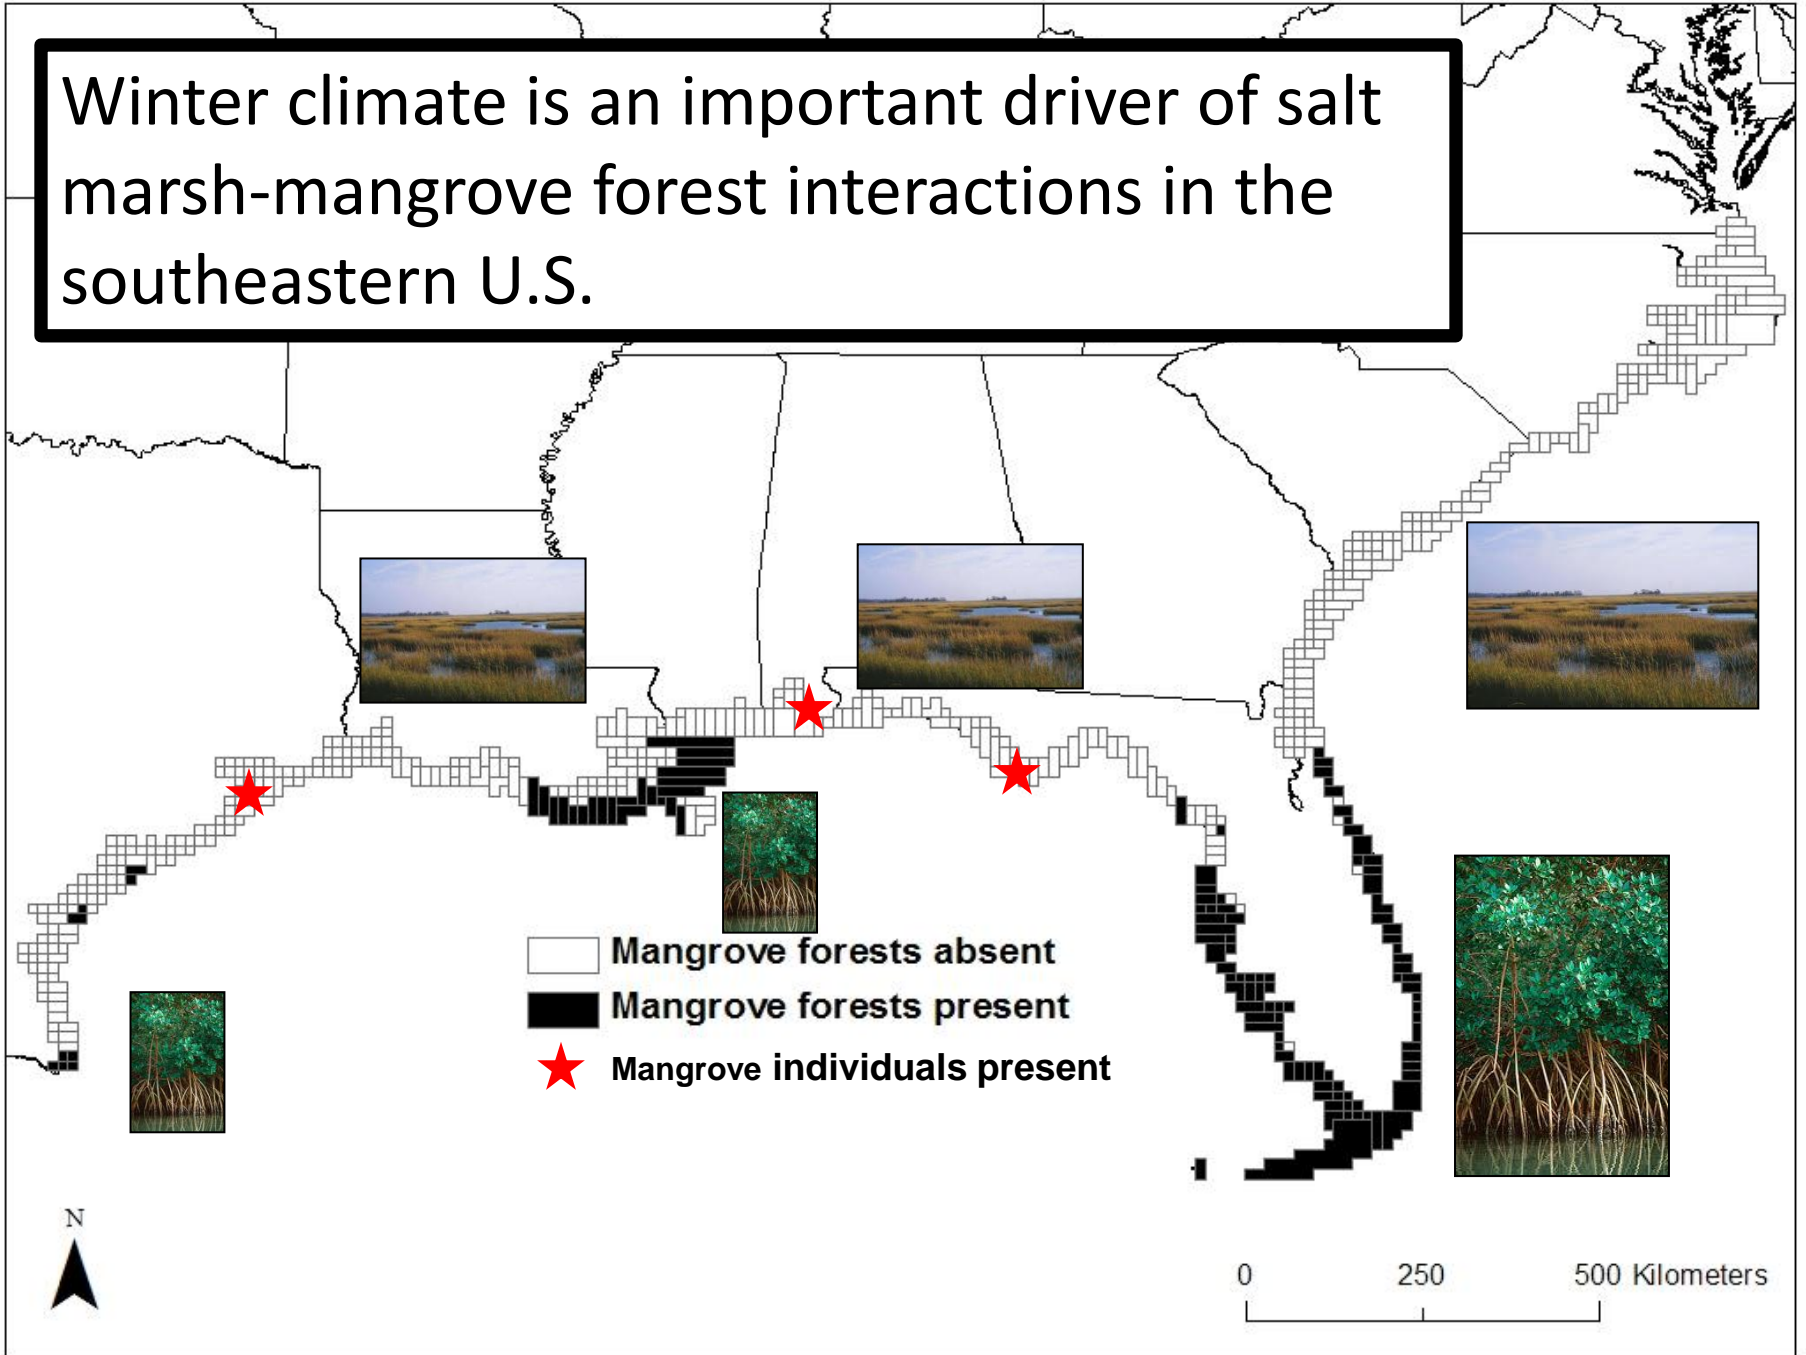 Winter climate is an important driver of salt
marsh-mangrove forest interactions in the
southeastern U.S.
Mangrove forests absent
Mangrove forests present
Mangrove individuals present
N
0 250 500 Kilometers